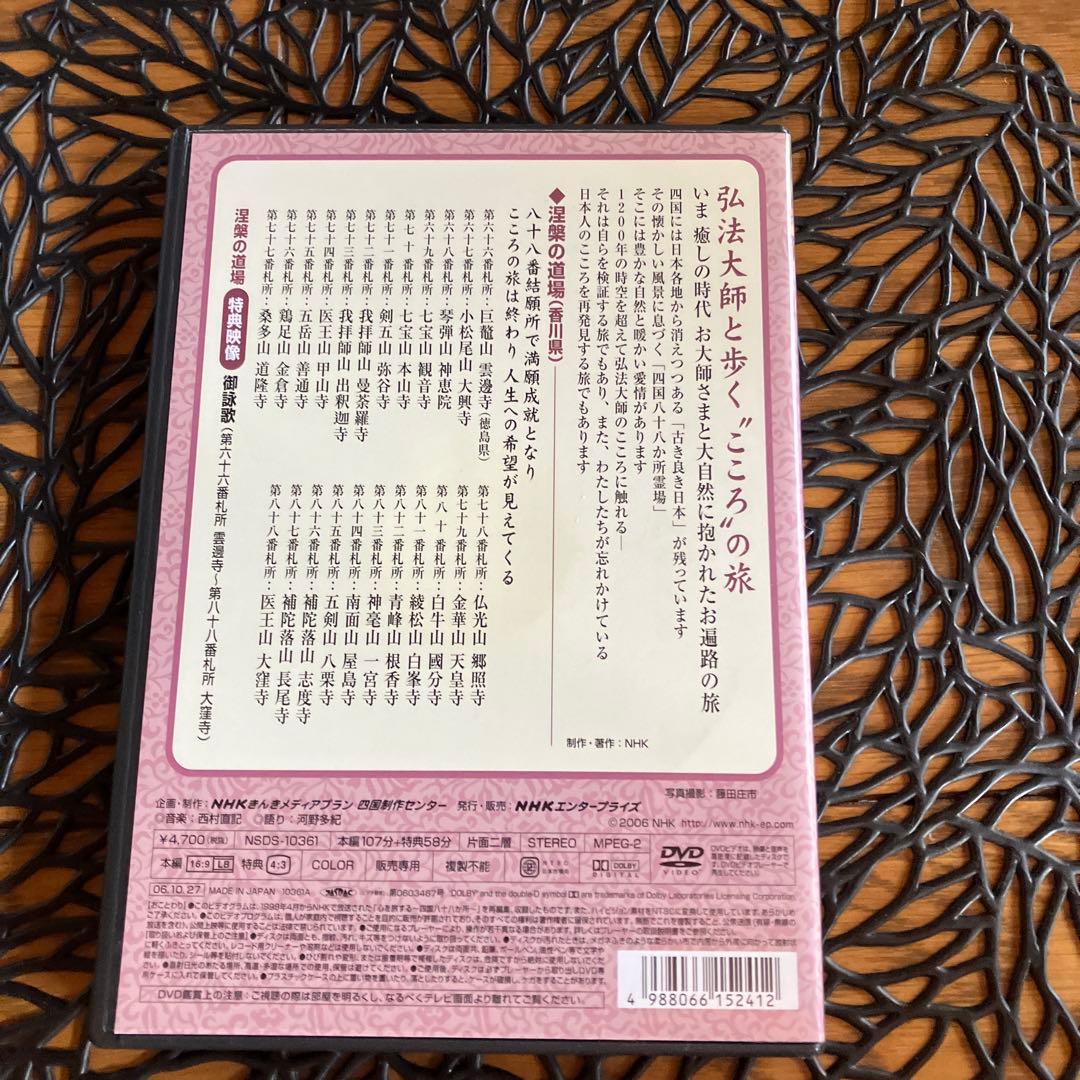 弘法大師と歩く“こころ”の旅
いま 癒しの時代 お大師さまと大自然に抱かれたお遍路の旅
四国には日本各地から消えつつある「古き良き日本」が残っています
その懐かしい風景に息づく「四国八十八か所霊場」
そこには豊かな自然と暖かい愛情があります
1200年の時空を超えて弘法大師のこころに触れる―
それは自らを検証する旅でもあり、また、わたしたちが忘れかけている
日本人のこころを再発見する旅でもあります
制作・著作：NHK
◆涅槃の道場(香川県)
八十八番結願所で満願成就となり
こころの旅は終わり 人生への希望が見えてくる
第六十六番札所：巨鼇山 雲邊寺(徳島県)
第六十七番札所：小松尾山 大興寺
第六十八番札所：琴弾山 神恵院
第六十九番札所：七宝山 観音寺
第七十番札所：七宝山 本山寺
第七十一番札所：剣五山 弥谷寺
第七十二番札所：我拝師山 曼荼羅寺
第七十三番札所：我拝師山 出釈迦寺
第七十四番札所：医王山 甲山寺
第七十五番札所：五岳山 善通寺
第七十六番札所：鶏足山 金倉寺
第七十七番札所：桑多山 道隆寺
第七十八番札所：仏光山 郷照寺
第七十九番札所：金華山 天皇寺
第八十番札所：白牛山 國分寺
第八十一番札所：綾松山 白峯寺
第八十二番札所：青峰山 根香寺
第八十三番札所：神毫山 一宮寺
第八十四番札所：南面山 屋島寺
第八十五番札所：五剣山 八栗寺
第八十六番札所：補陀落山 志度寺
第八十七番札所：補陀落山 長尾寺
第八十八番札所：医王山 大窪寺
涅槃の道場 特典映像 御詠歌(第六十六番札所 雲邊寺～第八十八番札所 大窪寺)
写真撮影：藤田庄市
企画・制作：NHKきんきメディアプラン 四国制作センター 発行・販売：NHKエンタープライズ
◎音楽：西村直記 ◎語り：河野多紀
©2006 NHK http://www.nhk-ep.com
￥4,700(税抜) NSDS-10361 本編107分+特典58分 片面二層 STEREO MPEG-2
本編 16:9 LB 特典 4:3 COLOR 販売専用 複製不能
DOLBY DIGITAL DVD VIDEO
06.10.27 MADE IN JAPAN 10361A
"DOLBY" and the double-D symbol are trademarks of Dolby Laboratories Licensing Corporation
DVD鑑賞上の注意：ご視聴の際は部屋を明るくし、なるべくテレビ画面より離れてご覧ください。
4 988066 152412